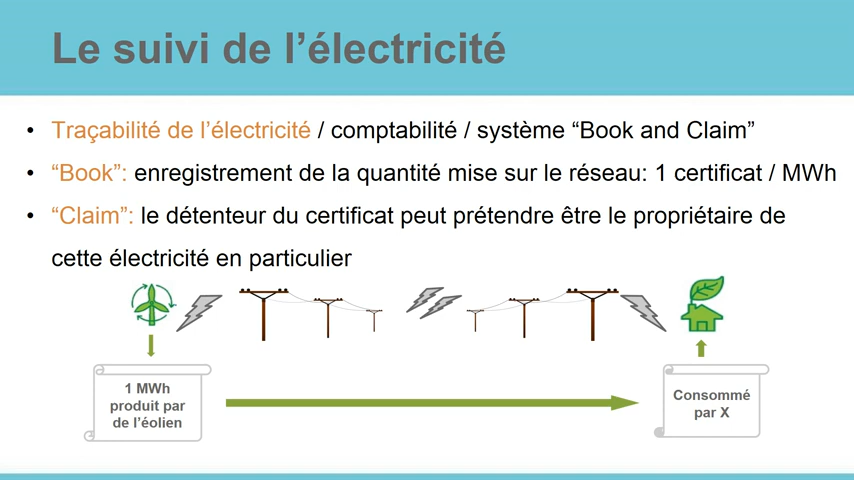 Le suivi de l’électricité
• Traçabilité de l’électricité / comptabilité / système “Book and Claim”
• “Book”: enregistrement de la quantité mise sur le réseau: 1 certificat / MWh
• “Claim”: le détenteur du certificat peut prétendre être le propriétaire de
cette électricité en particulier
1 MWh
produit par
de l’éolien
Consommé
par X